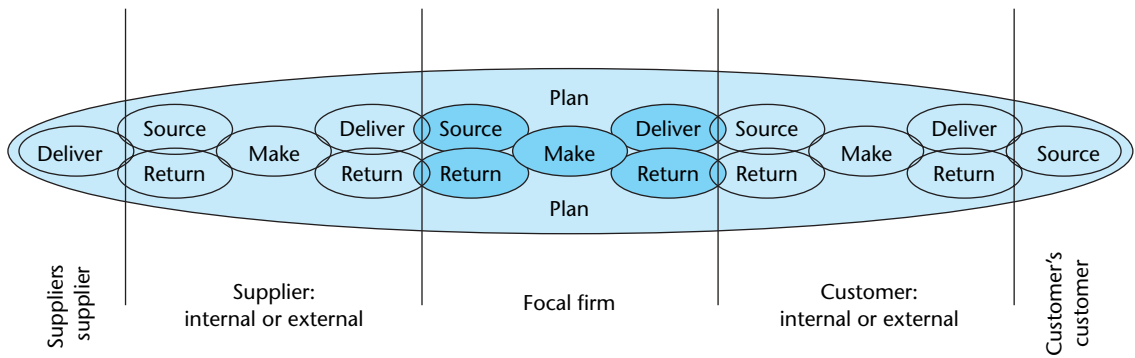 Plan
Source Deliver Source Deliver Source Deliver
Deliver Make Make Make Source
Return Return Return Return Return Return
Plan
Suppliers
supplier
Supplier:
internal or external
Focal firm
Customer:
internal or external
Customer's
customer